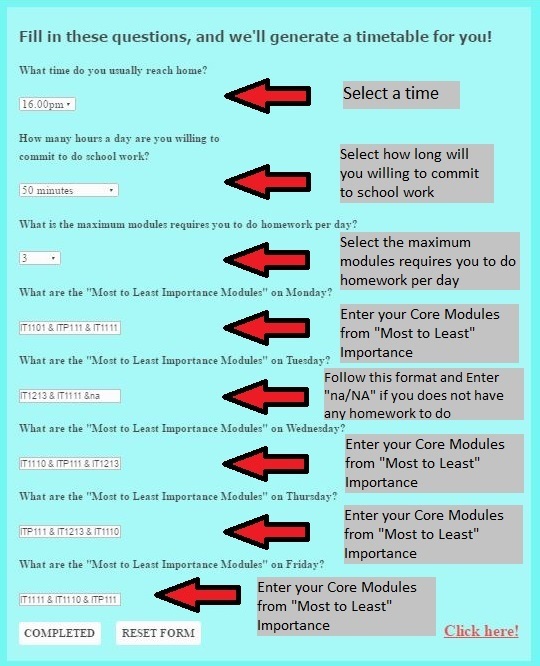 Fill in these questions, and we'll generate a timetable for you!
What time do you usually reach home?
16.00pm
Select a time
How many hours a day are you willing to
commit to do school work?
50 minutes
Select how long will
you willing to commit
to school work
What is the maximum modules requires you to do homework per day?
3
Select the maximum
modules requires you to do
homework per day
What are the "Most to Least Importance Modules" on Monday?
IT1101 & ITP111 & IT1111
Enter your Core Modules
from "Most to Least"
Importance
What are the "Most to Least Importance Modules" on Tuesday?
IT1213 & IT1111 &na
Follow this format and Enter
"na/NA" if you does not have
any homework to do
What are the "Most to Least Importance Modules" on Wednesday?
IT1110 & ITP111 & IT1213
Enter your Core Modules
from "Most to Least"
Importance
What are the "Most to Least Importance Modules" on Thursday?
ITP111 & IT1213 & IT1110
Enter your Core Modules
from "Most to Least"
Importance
What are the "Most to Least Importance Modules" on Friday?
IT1111 & IT1110 & ITP111
Enter your Core Modules
from "Most to Least"
Importance
COMPLETED
RESET FORM
Click here!